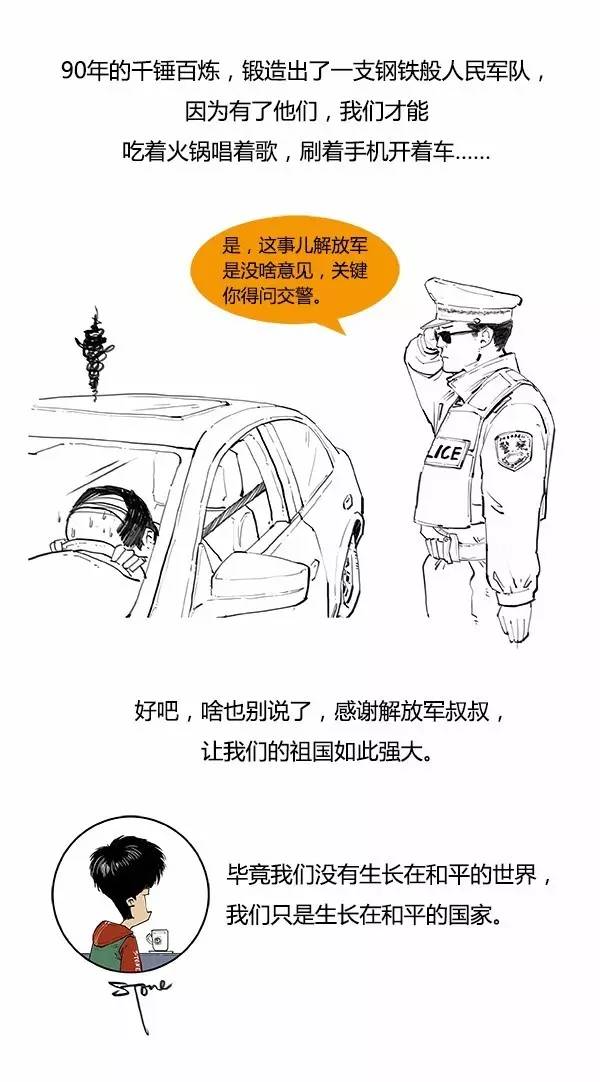 90年的千锤百炼，锻造出了一支钢铁般人民军队，
因为有了他们，我们才能
吃着火锅唱着歌，刷着手机开着车......
是，这事儿解放军
是没啥意见，关键
你得问交警。
LICE
好吧，啥也别说了，感谢解放军叔叔，
让我们的祖国如此强大。
毕竟我们没有生长在和平的世界，
我们只是生长在和平的国家。
STONE
Stone